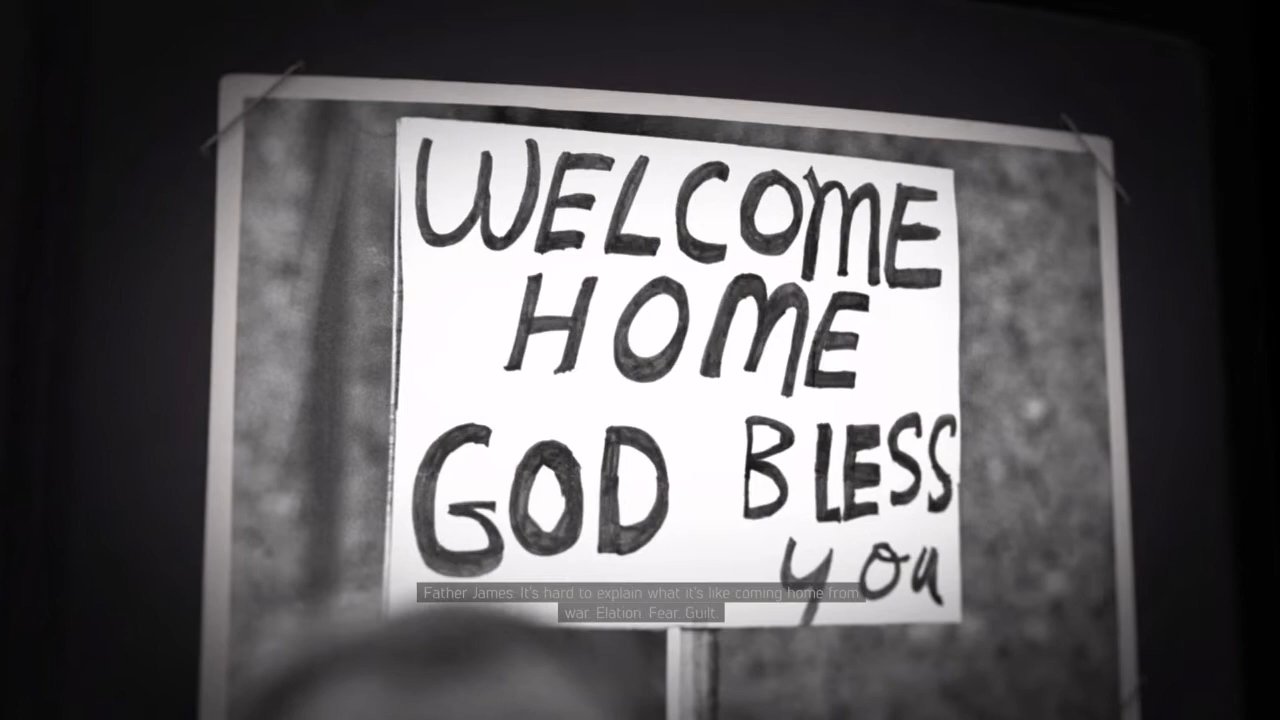 WELCOME
HOME
GOD BLESS
you
Father James: It's hard to explain what it's like coming home from
war. Elation. Fear. Guilt.